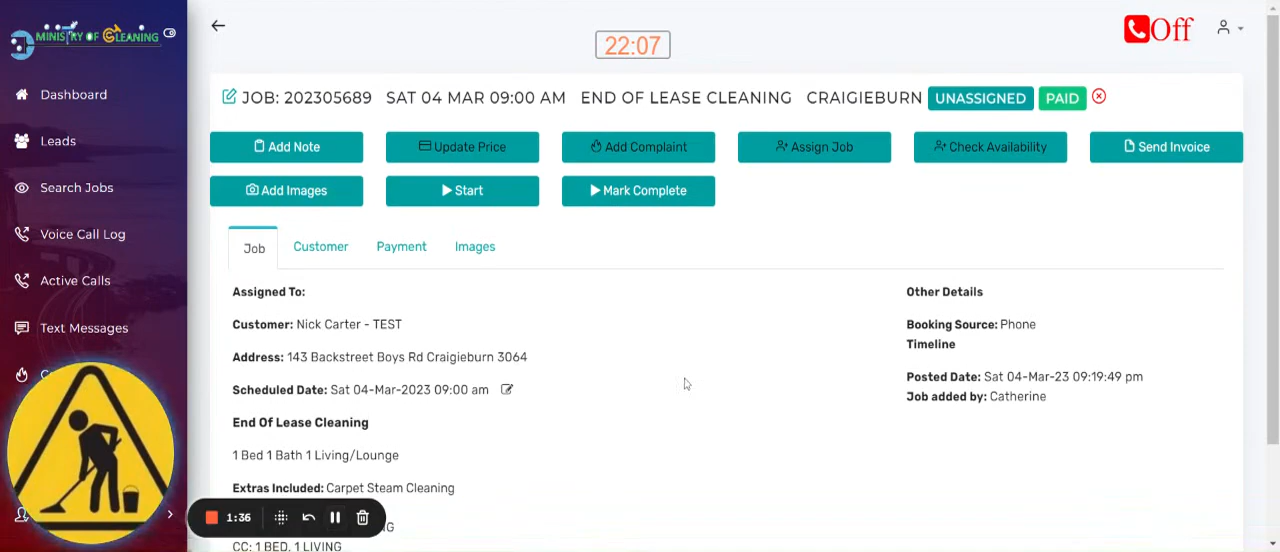 MINISTRY OF CLEANING
22:07
Off
Dashboard
Leads
Search Jobs
Voice Call Log
Active Calls
Text Messages
JOB: 202305689 SAT 04 MAR 09:00 AM END OF LEASE CLEANING CRAIGIEBURN UNASSIGNED PAID
Add Note Update Price Add Complaint Assign Job Check Availability Send Invoice
Add Images Start Mark Complete
Job Customer Payment Images
Assigned To:
Customer: Nick Carter - TEST
Address: 143 Backstreet Boys Rd Craigieburn 3064
Scheduled Date: Sat 04-Mar-2023 09:00 am
End Of Lease Cleaning
1 Bed 1 Bath 1 Living/Lounge
Extras Included: Carpet Steam Cleaning
CC: 1 BED, 1 LIVING
Other Details
Booking Source: Phone
Timeline
Posted Date: Sat 04-Mar-23 09:19:49 pm
Job added by: Catherine
1:36